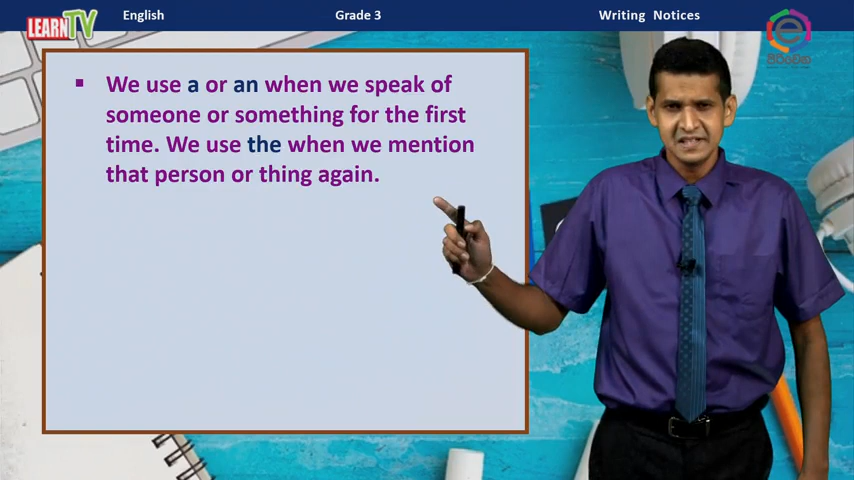 LEARN TV
English
Grade 3
Writing Notices
▪ We use a or an when we speak of
someone or something for the first
time. We use the when we mention
that person or thing again.